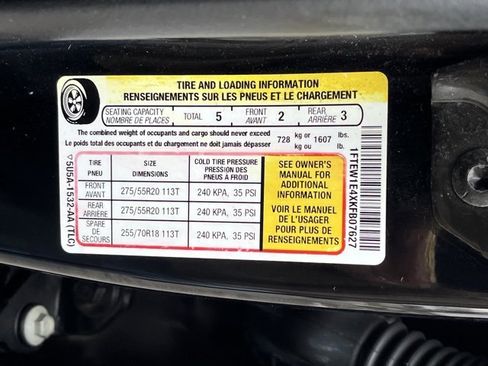 TIRE AND LOADING INFORMATION
RENSEIGNEMENTS SUR LES PNEUS ET LE CHARGEMENT
SEATING CAPACITY
NOMBRE DE PLACES
TOTAL 5
FRONT
AVANT 2
REAR
ARRIÈRE 3
The combined weight of occupants and cargo should never exceed
Le poids total des occupants et du chargement ne doit jamais dépasser
728 kg or
kg ou 1607 lbs.
lb.
TIRE
PNEU
SIZE
DIMENSIONS
COLD TIRE PRESSURE
PRESSION DES
PNEUS A FROID
FRONT
AVANT
275/55R20 113T
240 KPA, 35 PSI
REAR
ARRIÈRE
275/55R20 113T
240 KPA, 35 PSI
SPARE
DE
SECOURS
255/70R18 113T
240 KPA, 35 PSI
SEE OWNER'S
MANUAL FOR
ADDITIONAL
INFORMATION
VOIR LE MANUEL
DE L'USAGER
POUR PLUS DE
RENSEIGNEMENTS
5U5A-1532-AA (TLG)
1FTEW1E4XKFB07627